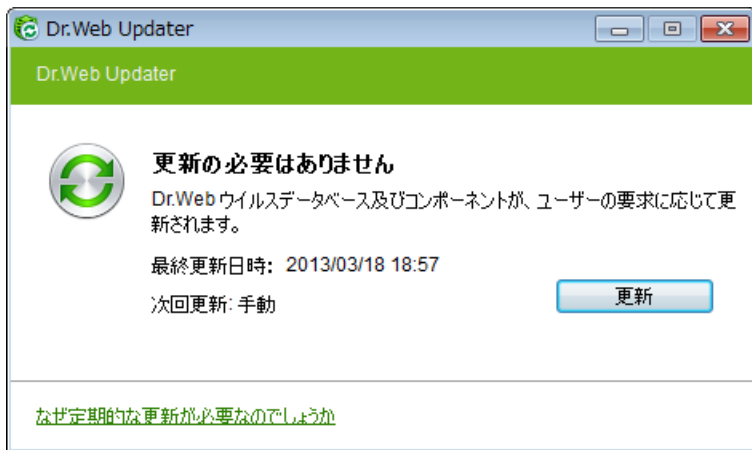 Dr.Web Updater
Dr.Web Updater
更新の必要はありません
Dr.Web ウイルスデータベース及びコンポーネントが、ユーザーの要求に応じて更
新されます。
最終更新日時: 2013/03/18 18:57
次回更新: 手動
更新
なぜ定期的な更新が必要なのでしょうか